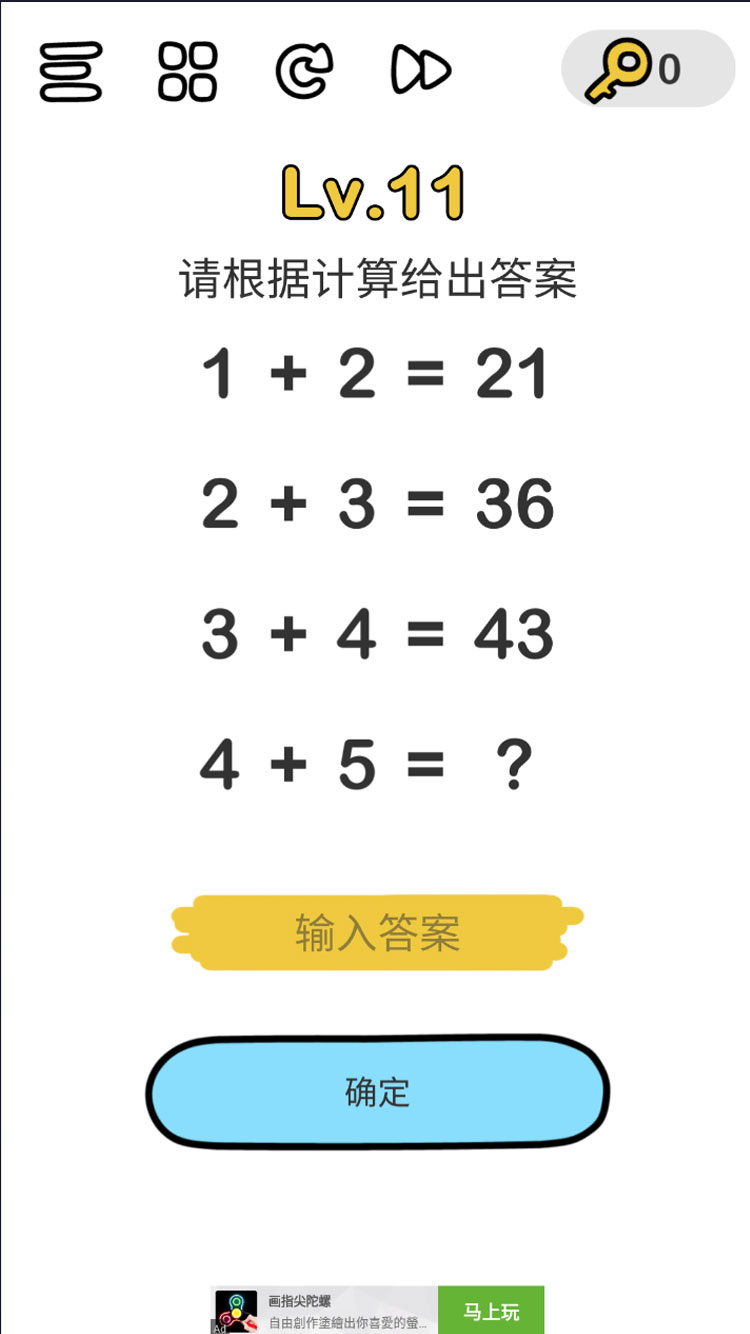 0
Lv.11
请根据计算给出答案
1 + 2 = 21
2 + 3 = 36
3 + 4 = 43
4 + 5 = ?
输入答案
确定
画指尖陀螺
自由創作塗繪出你喜愛的螢...
马上玩
Ad